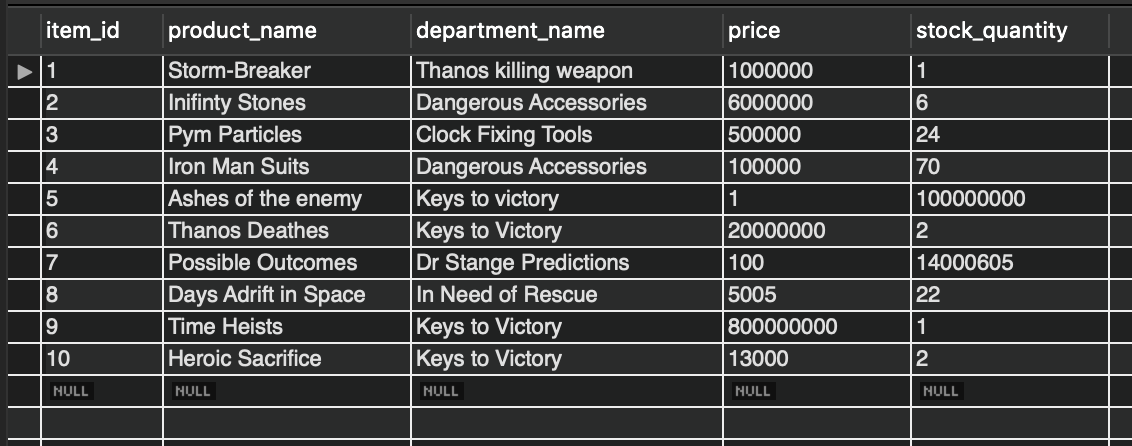 item_id product_name department_name price stock_quantity
1 Storm-Breaker Thanos killing weapon 1000000 1
2 Inifinty Stones Dangerous Accessories 6000000 6
3 Pym Particles Clock Fixing Tools 500000 24
4 Iron Man Suits Dangerous Accessories 100000 70
5 Ashes of the enemy Keys to victory 1 100000000
6 Thanos Deathes Keys to Victory 20000000 2
7 Possible Outcomes Dr Stange Predictions 100 14000605
8 Days Adrift in Space In Need of Rescue 5005 22
9 Time Heists Keys to Victory 800000000 1
10 Heroic Sacrifice Keys to Victory 13000 2
NULL NULL NULL NULL NULL